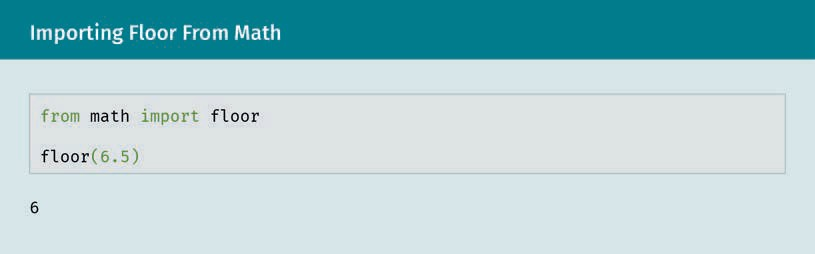 Importing Floor From Math
from math import floor
floor(6.5)
6